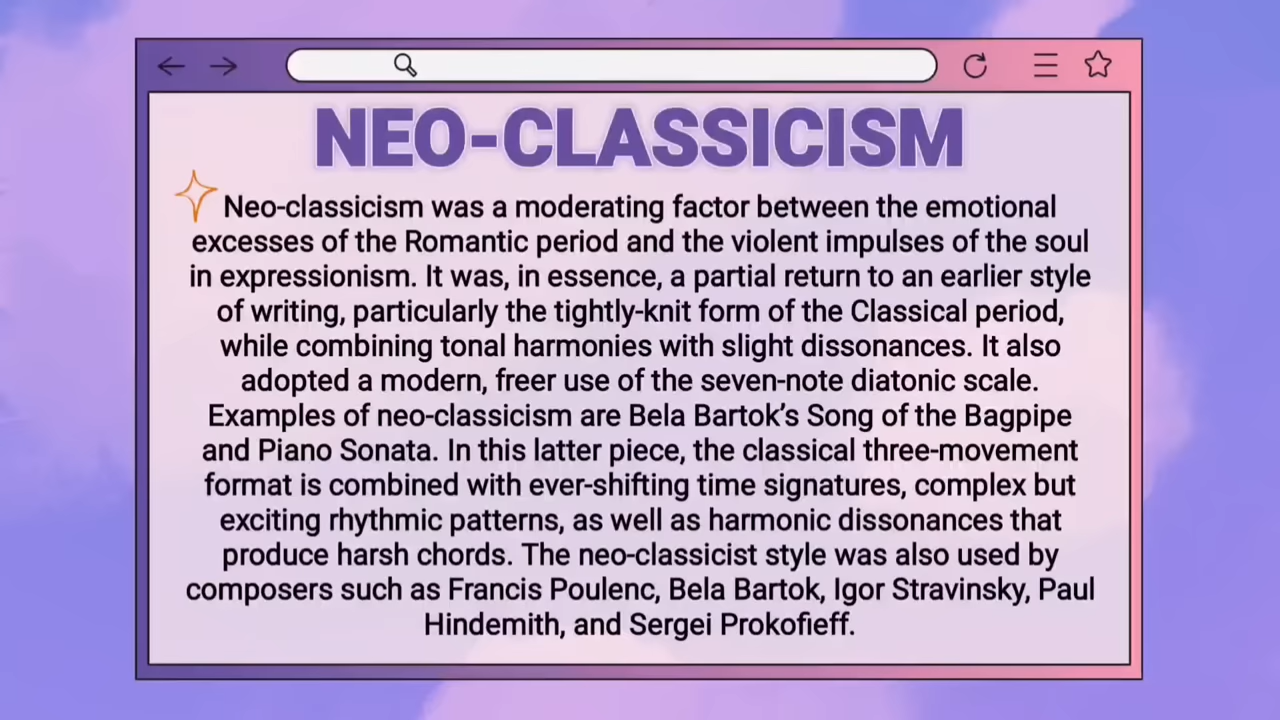 NEO-CLASSICISM
Neo-classicism was a moderating factor between the emotional
excesses of the Romantic period and the violent impulses of the soul
in expressionism. It was, in essence, a partial return to an earlier style
of writing, particularly the tightly-knit form of the Classical period,
while combining tonal harmonies with slight dissonances. It also
adopted a modern, freer use of the seven-note diatonic scale.
Examples of neo-classicism are Bela Bartok’s Song of the Bagpipe
and Piano Sonata. In this latter piece, the classical three-movement
format is combined with ever-shifting time signatures, complex but
exciting rhythmic patterns, as well as harmonic dissonances that
produce harsh chords. The neo-classicist style was also used by
composers such as Francis Poulenc, Bela Bartok, Igor Stravinsky, Paul
Hindemith, and Sergei Prokofieff.